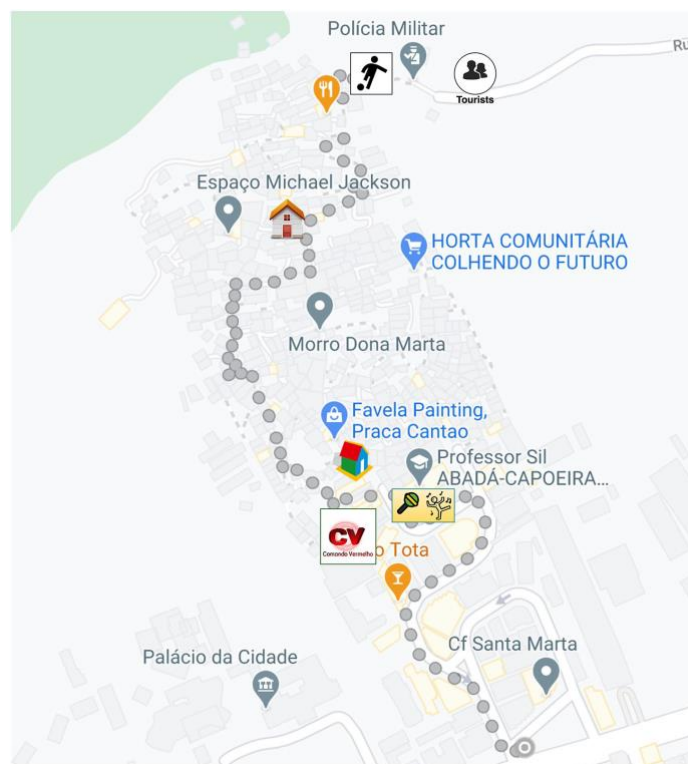 Polícia Militar
Ru
Tourists
Espaço Michael Jackson
HORTA COMUNITÁRIA
COLHENDO O FUTURO
Morro Dona Marta
Favela Painting,
Praca Cantao
Professor Sil
ABADÁ-CAPOEIRA...
CV
Comando Vermelho
o Tota
Cf Santa Marta
Palácio da Cidade